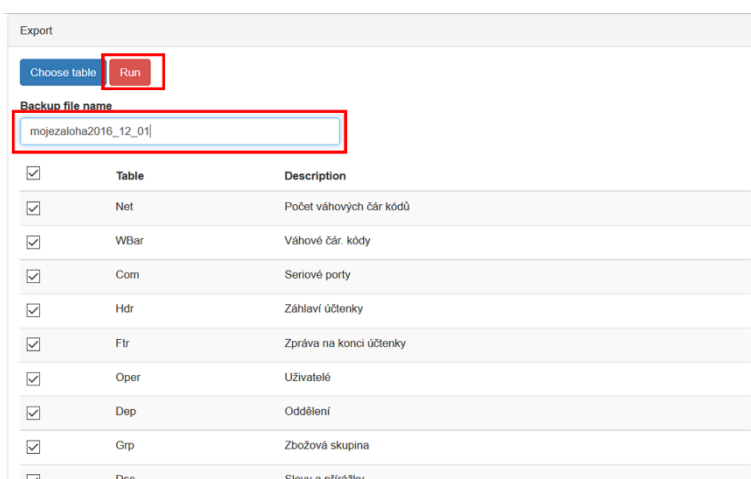 Export
Choose table Run
Backup file name
mojezaloha2016_12_01
Table Description
Net Počet váhových čár kódů
WBar Váhové čár. kódy
Com Seriové porty
Hdr Záhlaví účtenky
Ftr Zpráva na konci účtenky
Oper Uživatelé
Dep Oddělení
Grp Zbožová skupina